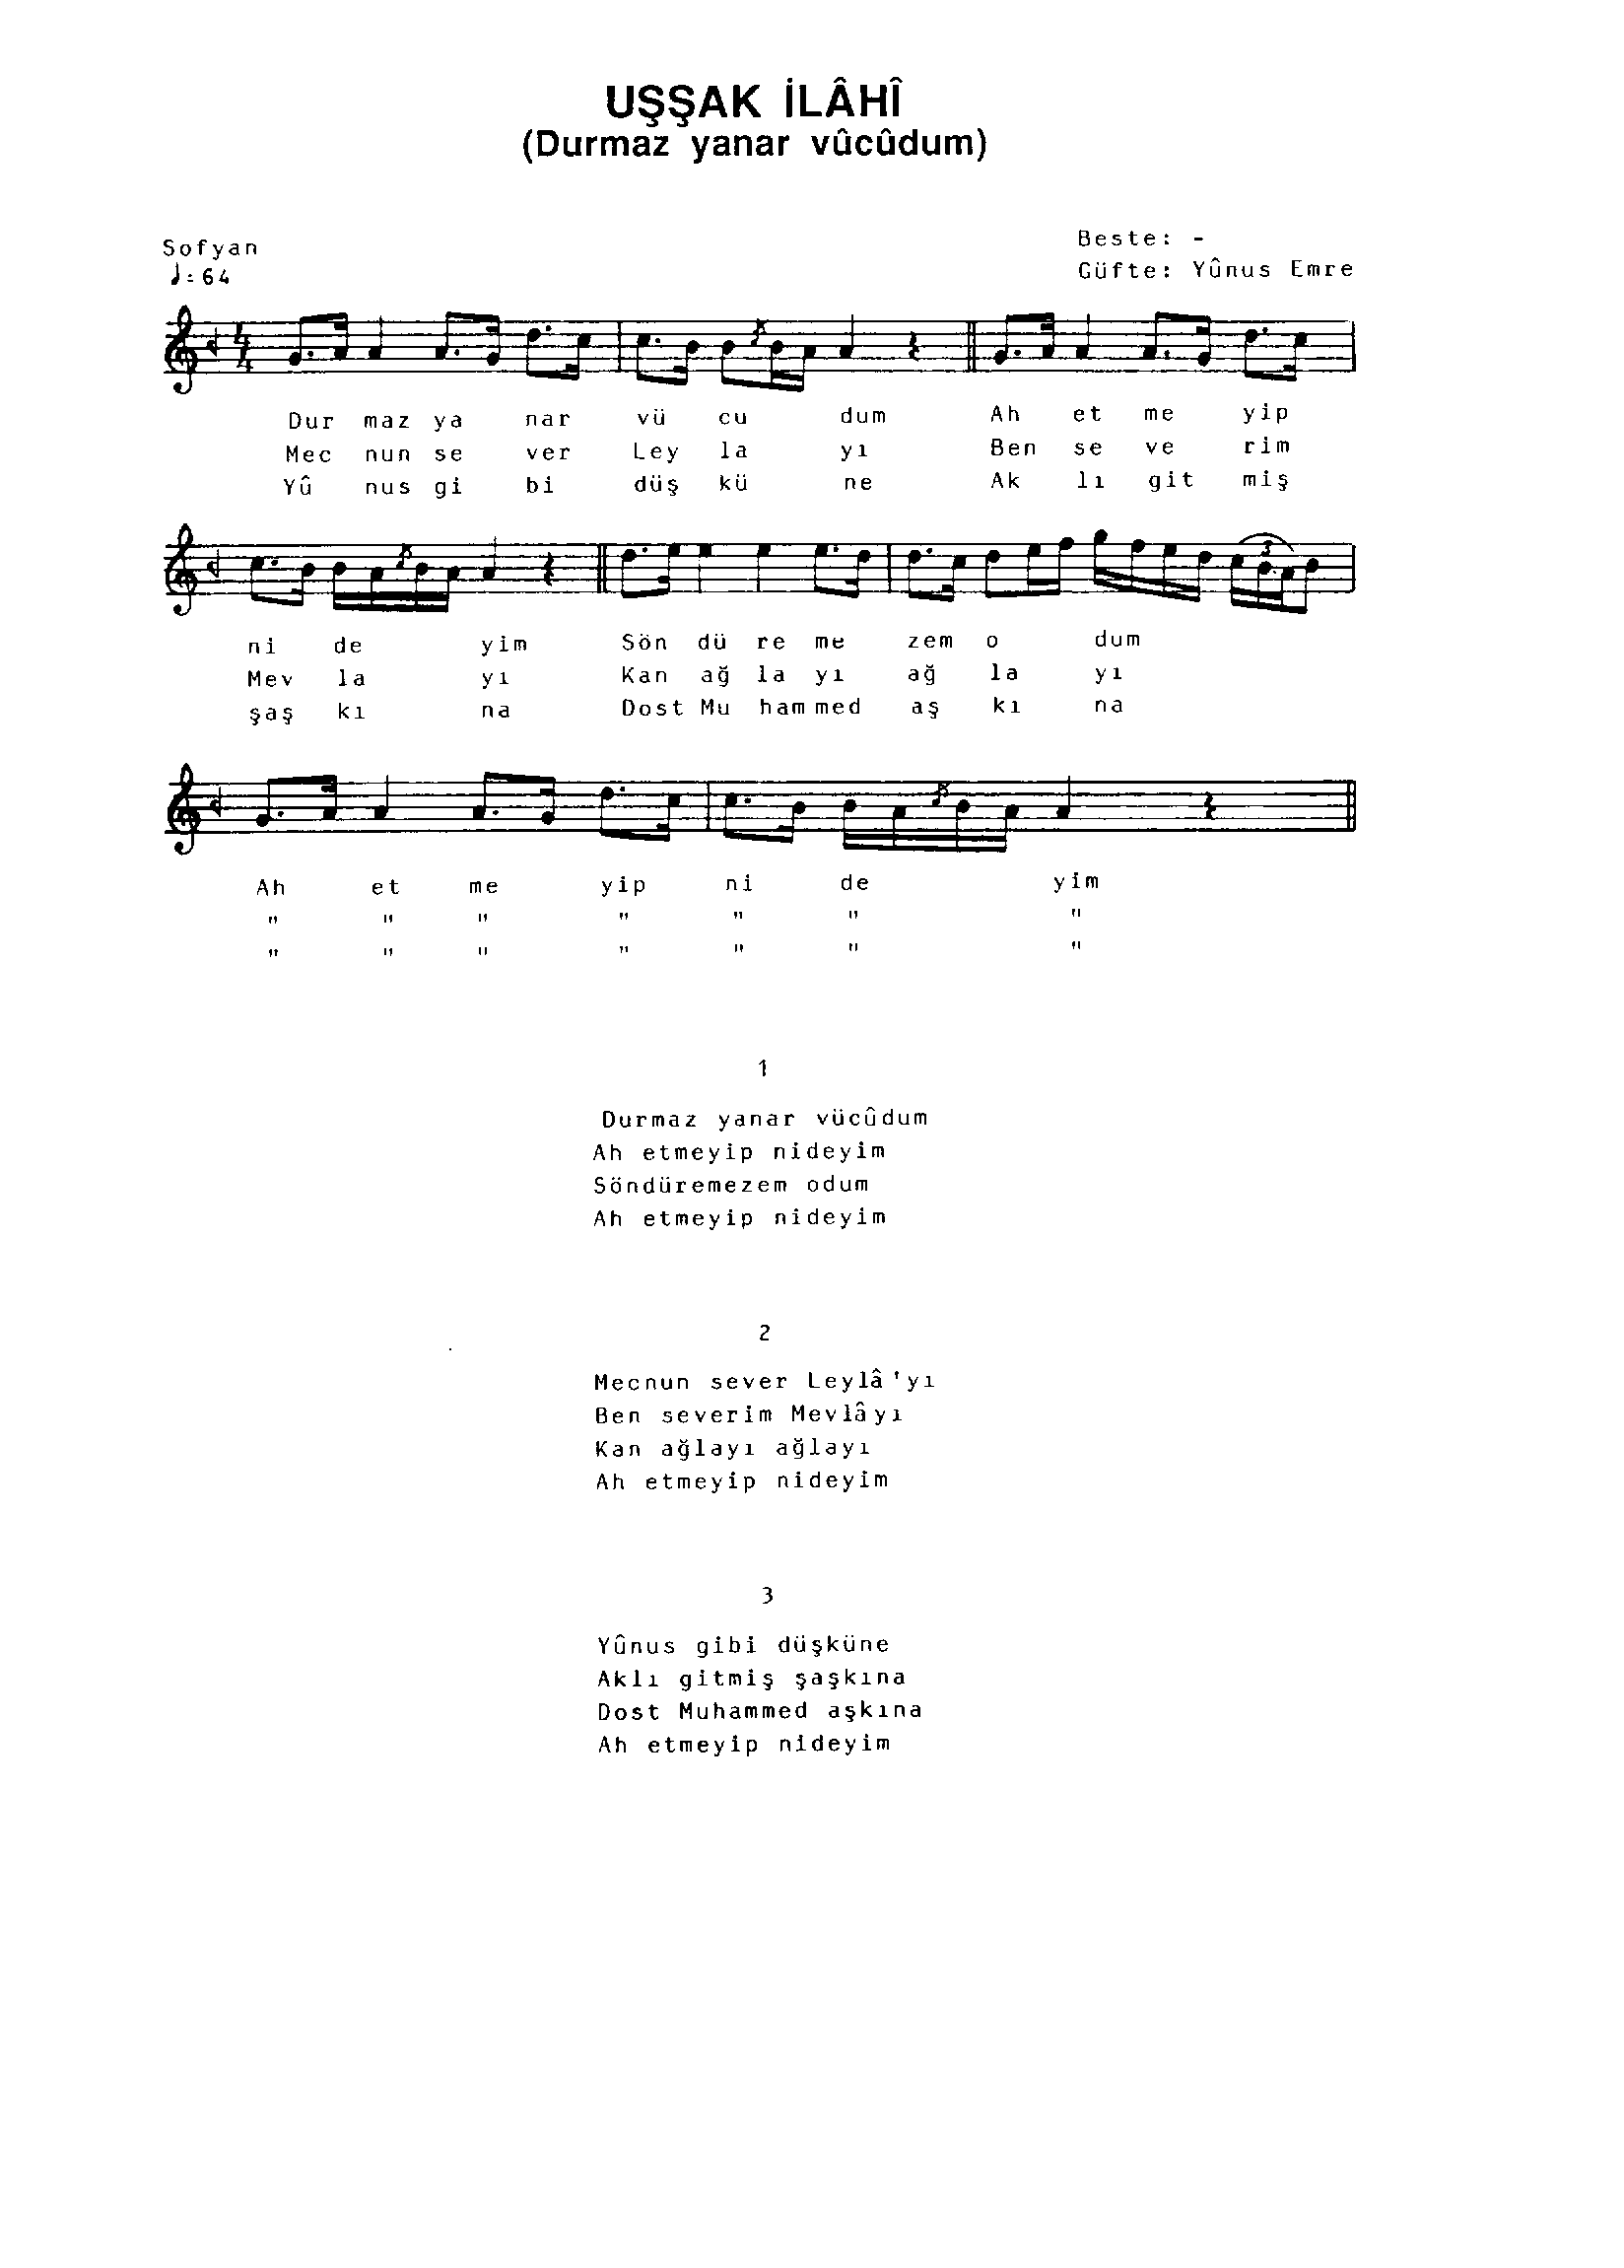 UŞŞAK İLÂHÎ
(Durmaz yanar vûcûdum)
Sofyan
♩=64
Beste: -
Güfte: Yûnus Emre
4/4
Dur maz ya nar vü cu dum Ah et me yip
Mec nun se ver Ley la yı Ben se ve rim
Yû nus gi bi düş kü ne Ak lı git miş
3
ni de yim Sön dü re me zem o dum
Mev la yı Kan ağ la yı ağ la yı
şaş kı na Dost Mu ham med aş kı na
Ah et me yip ni de yim
" " " " " " "
" " " " " " "
1
Durmaz yanar vücûdum
Ah etmeyip nideyim
Söndüremezem odum
Ah etmeyip nideyim
2
Mecnun sever Leylâ'yı
Ben severim Mevlâyı
Kan ağlayı ağlayı
Ah etmeyip nideyim
3
Yûnus gibi düşküne
Aklı gitmiş şaşkına
Dost Muhammed aşkına
Ah etmeyip nideyim